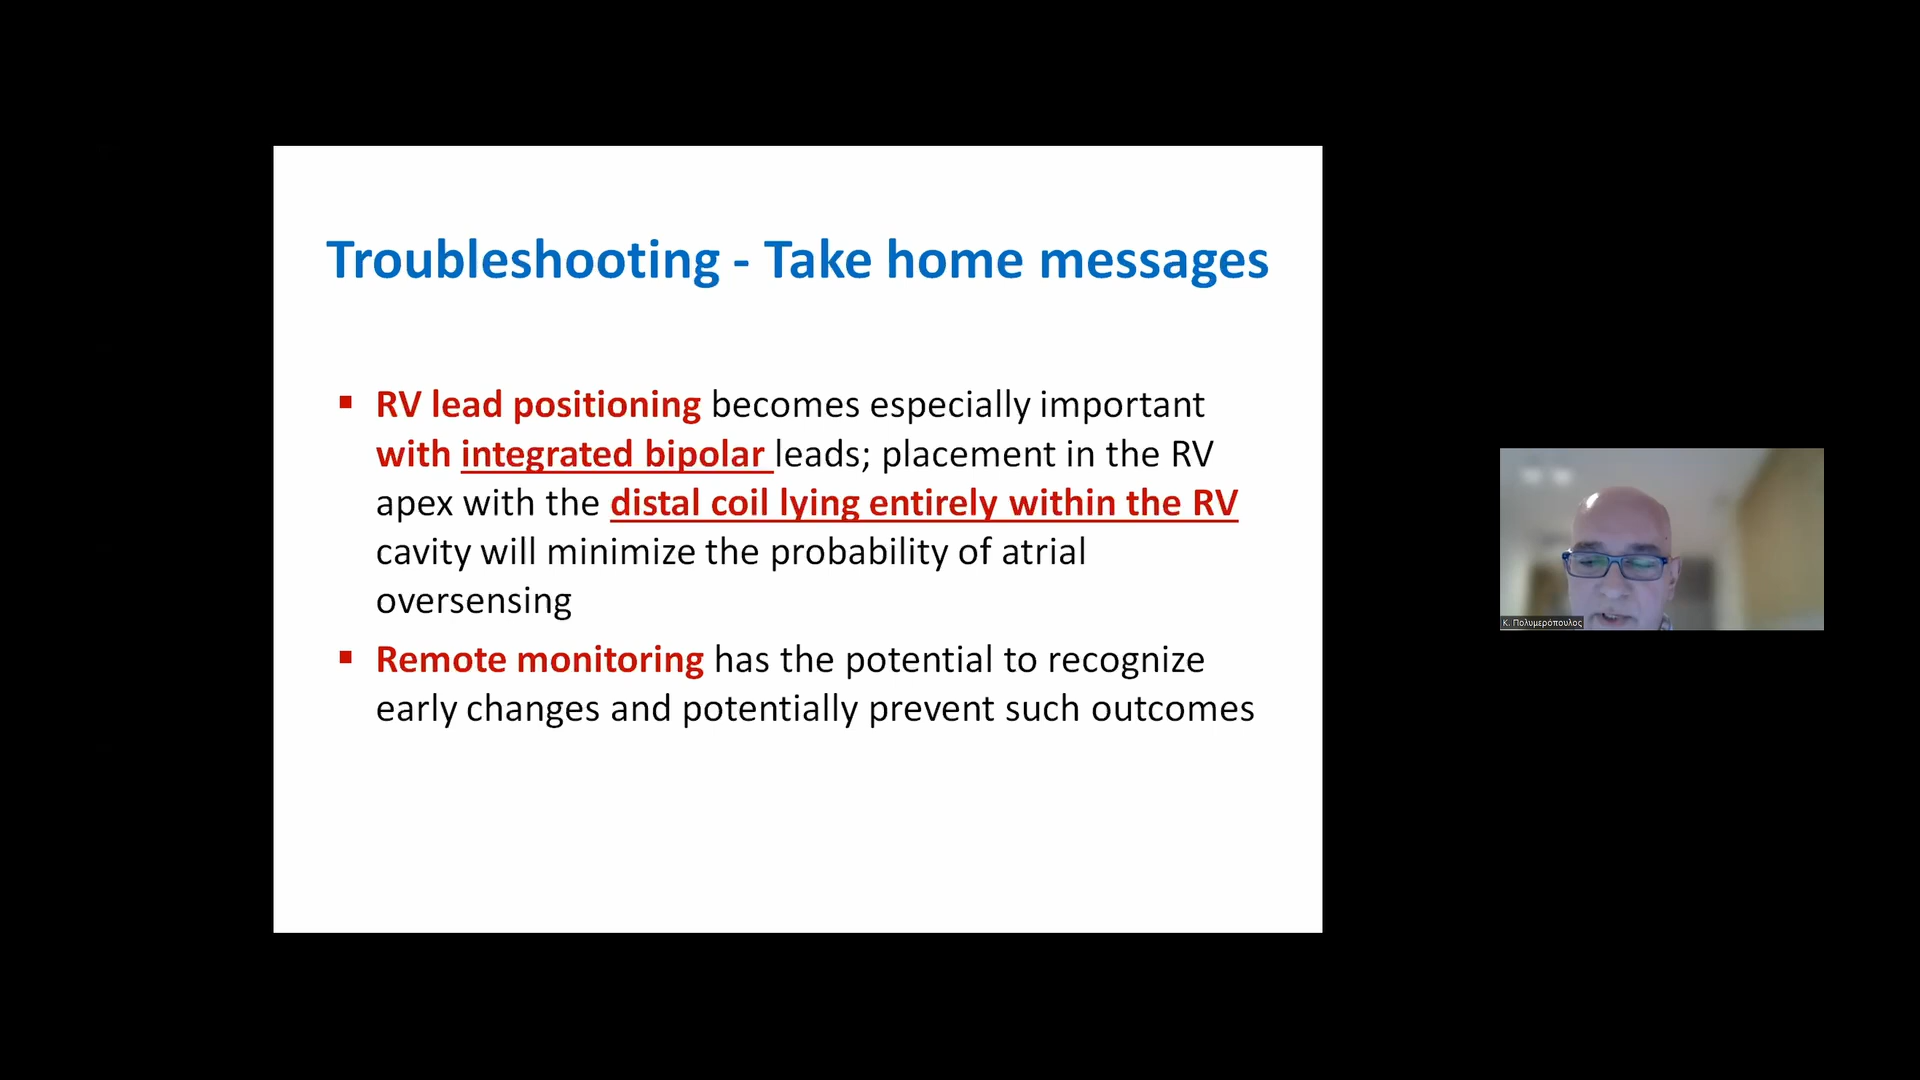 Troubleshooting - Take home messages
▪ RV lead positioning becomes especially important
with integrated bipolar leads; placement in the RV
apex with the distal coil lying entirely within the RV
cavity will minimize the probability of atrial
oversensing
▪ Remote monitoring has the potential to recognize
early changes and potentially prevent such outcomes
Κ. Πολυμερόπουλος